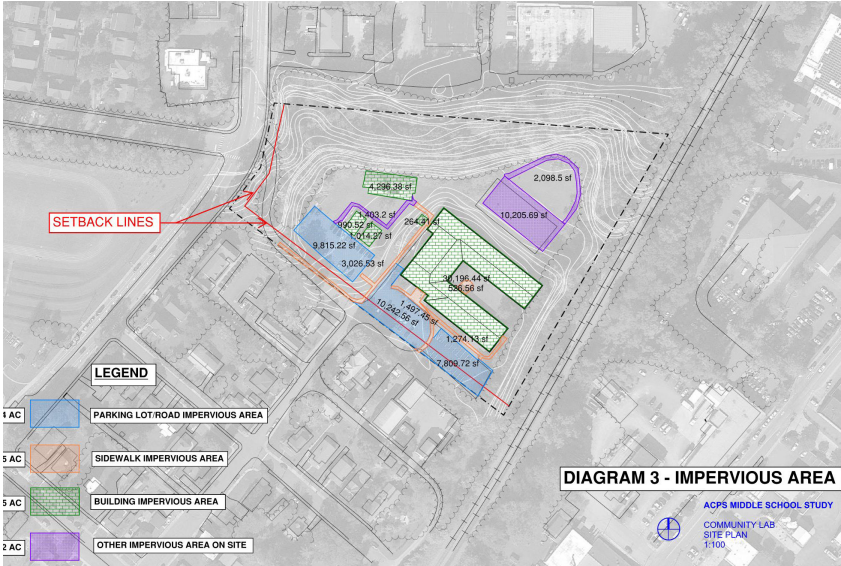 2,098.5 sf
4,296.38 sf
10,205.69 sf
1,403.2 sf
264.31 sf
990.52 sf
1,014.27 sf
SETBACK LINES
9,815.22 sf
3,026.53 sf
30,196.44 sf
526.56 sf
1,497.45 sf
10,242.56 sf
1,274.13 sf
7,809.72 sf
LEGEND
4 AC PARKING LOT/ROAD IMPERVIOUS AREA
5 AC SIDEWALK IMPERVIOUS AREA
5 AC BUILDING IMPERVIOUS AREA
2 AC OTHER IMPERVIOUS AREA ON SITE
DIAGRAM 3 - IMPERVIOUS AREA
ACPS MIDDLE SCHOOL STUDY
COMMUNITY LAB
SITE PLAN
1:100